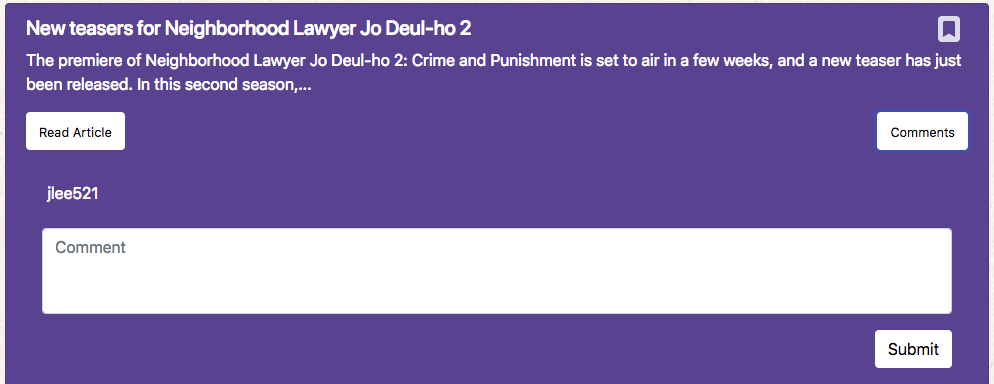 New teasers for Neighborhood Lawyer Jo Deul-ho 2
The premiere of Neighborhood Lawyer Jo Deul-ho 2: Crime and Punishment is set to air in a few weeks, and a new teaser has just
been released. In this second season,...
Read Article
Comments
jlee521
Comment
Submit